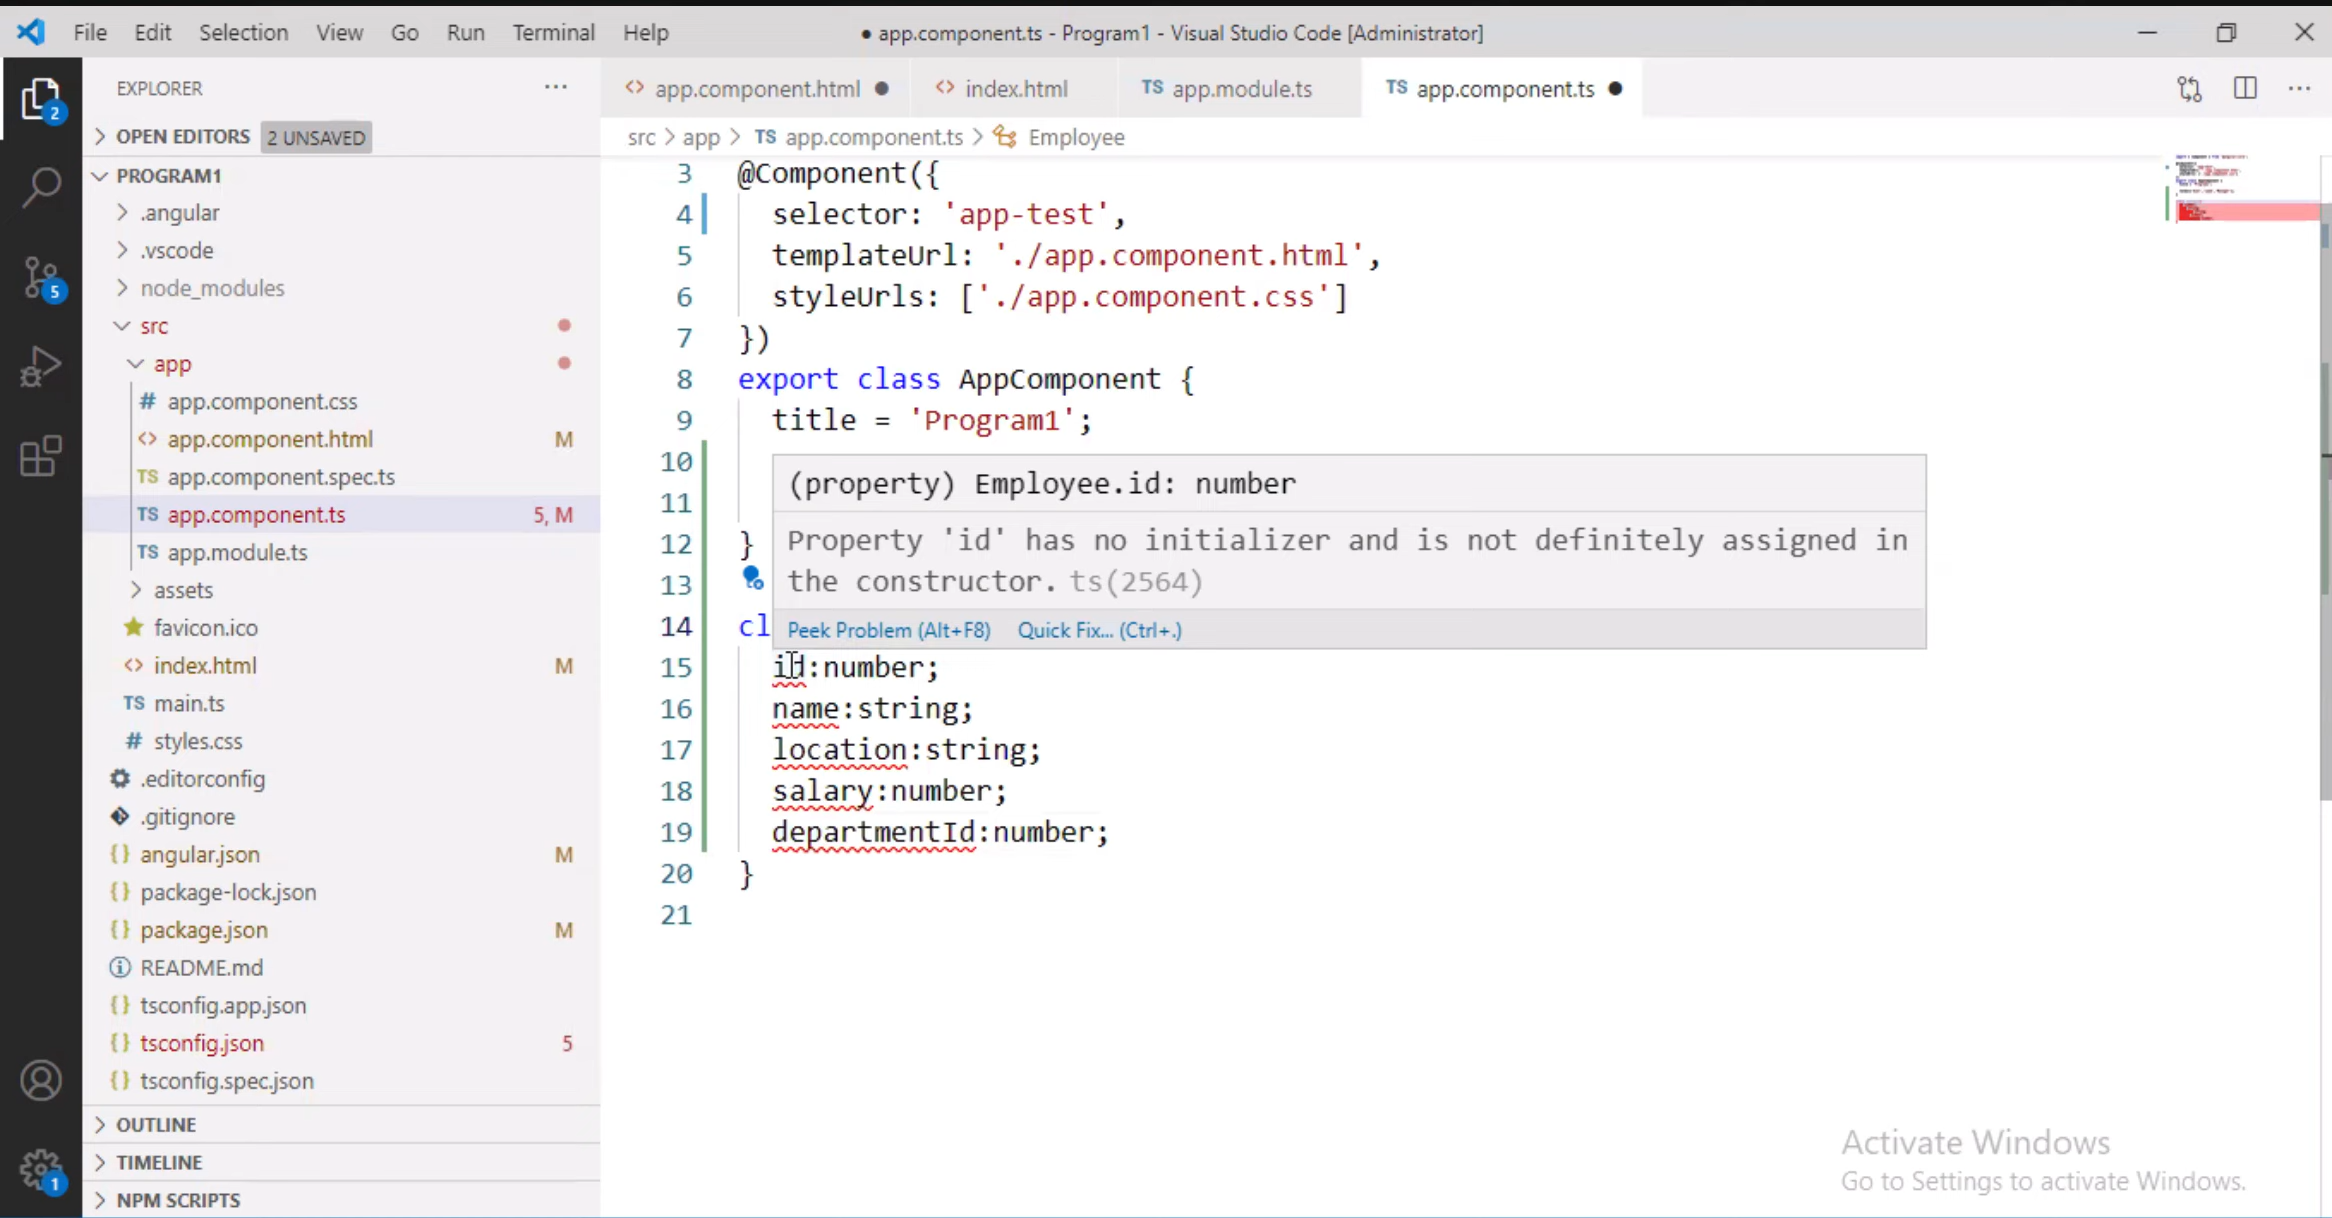 File Edit Selection View Go Run Terminal Help ● app.component.ts - Program1 - Visual Studio Code [Administrator]
EXPLORER ...
<> app.component.html ● <> index.html TS app.module.ts TS app.component.ts ● ...
> OPEN EDITORS 2 UNSAVED
src > app > TS app.component.ts > Employee
PROGRAM1
> .angular
> .vscode
> node_modules
src
app
# app.component.css
<> app.component.html M
TS app.component.spec.ts
TS app.component.ts 5, M
TS app.module.ts
> assets
favicon.ico
<> index.html M
TS main.ts
# styles.css
.editorconfig
.gitignore
{} angular.json M
{} package-lock.json
{} package.json M
README.md
{} tsconfig.app.json
{} tsconfig.json 5
{} tsconfig.spec.json
> OUTLINE
> TIMELINE
> NPM SCRIPTS
2
5
1
3 @Component({
4 selector: 'app-test',
5 templateUrl: './app.component.html',
6 styleUrls: ['./app.component.css']
7 })
8 export class AppComponent {
9 title = 'Program1';
10
11
12 }
13
14 cl
(property) Employee.id: number
Property 'id' has no initializer and is not definitely assigned in
the constructor. ts(2564)
Peek Problem (Alt+F8) Quick Fix... (Ctrl+.)
15 id:number;
16 name:string;
17 location:string;
18 salary:number;
19 departmentId:number;
20 }
21
Activate Windows
Go to Settings to activate Windows.